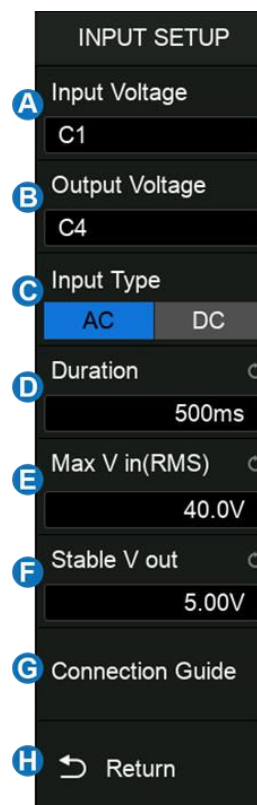 INPUT SETUP
A Input Voltage
C1
B Output Voltage
C4
C Input Type
AC DC
D Duration
500ms
E Max V in(RMS)
40.0V
F Stable V out
5.00V
G Connection Guide
H Return